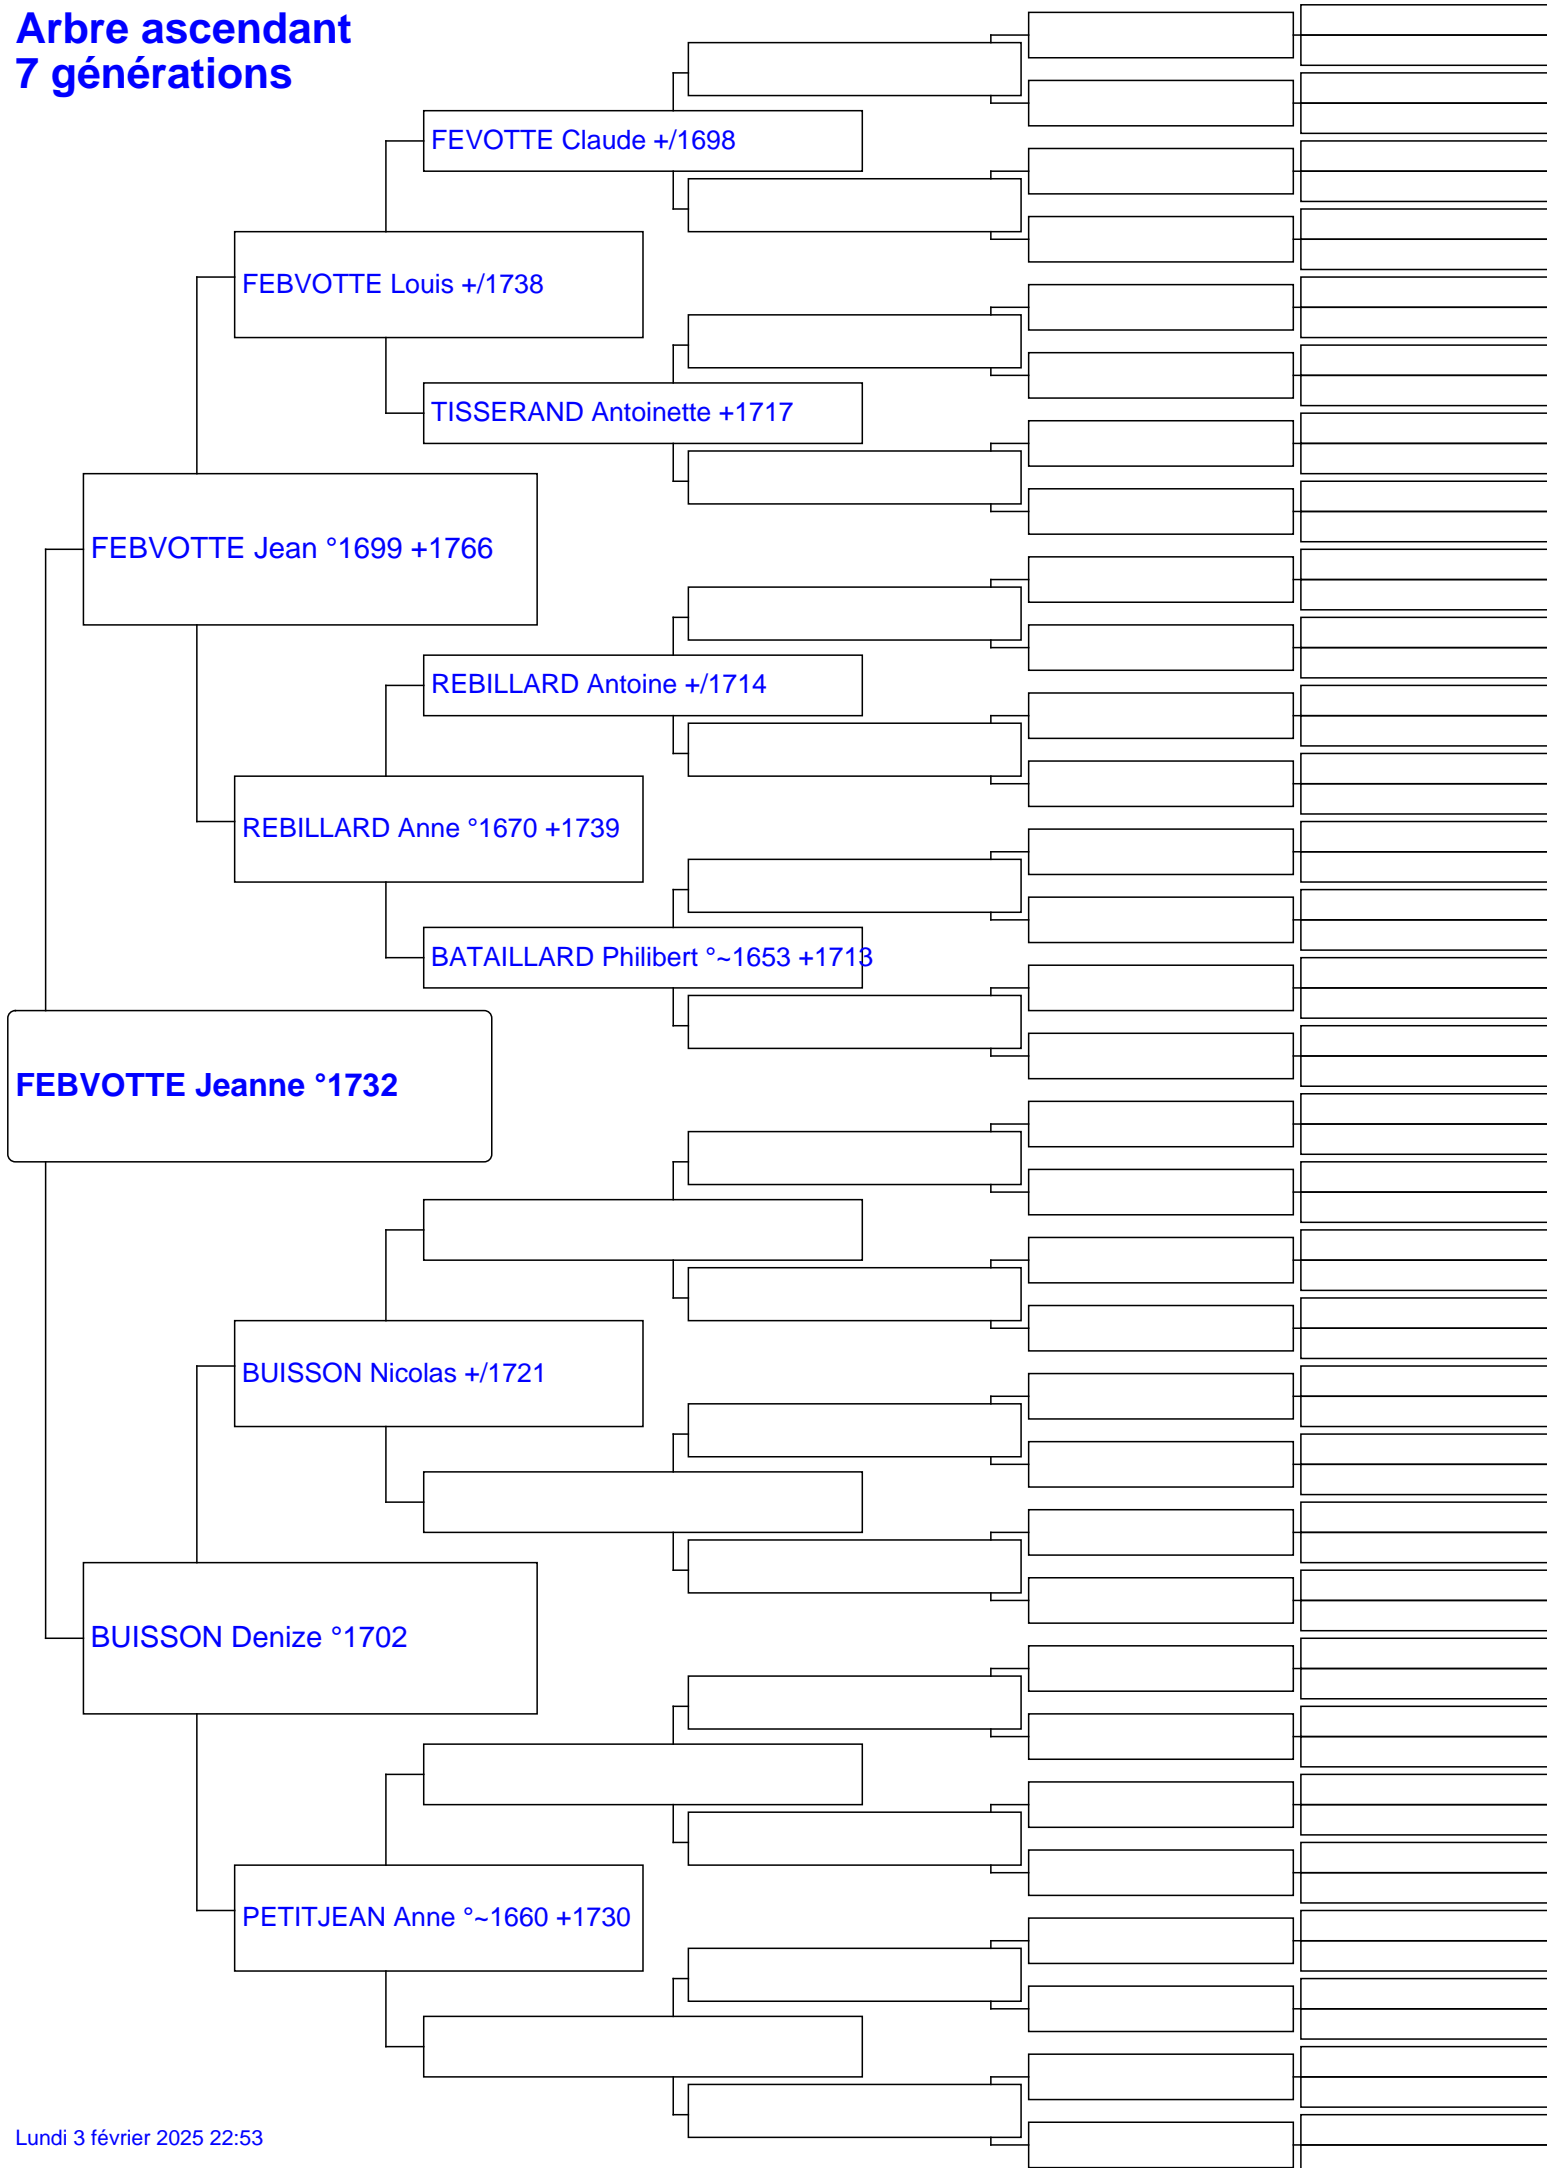 Arbre ascendant
7 générations
FEVOTTE Claude +/1698
FEBVOTTE Louis +/1738
TISSERAND Antoinette +1717
FEBVOTTE Jean °1699 +1766
REBILLARD Antoine +/1714
REBILLARD Anne °1670 +1739
BATAILLARD Philibert °~1653 +1713
FEBVOTTE Jeanne °1732
BUISSON Nicolas +/1721
BUISSON Denize °1702
PETITJEAN Anne °~1660 +1730
Lundi 3 février 2025 22:53